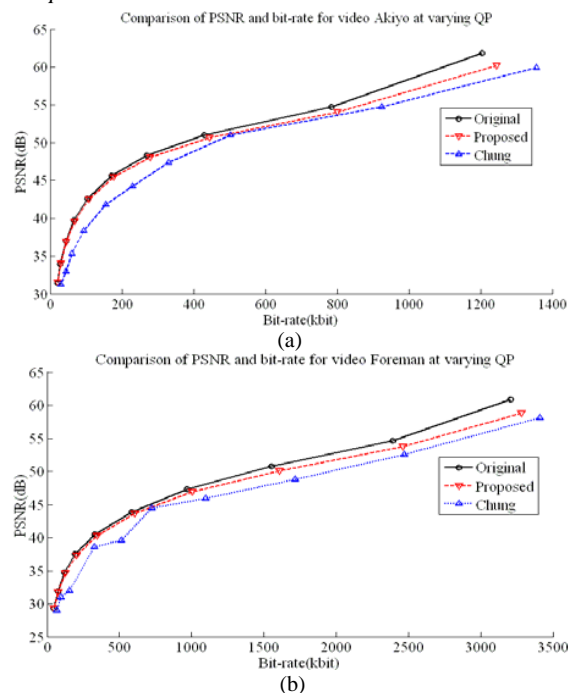 Comparison of PSNR and bit-rate for video Akiyo at varying QP
65
60
55
50
45
40
35
30
PSNR(dB)
Original
Proposed
Chung
0 200 400 600 800 1000 1200 1400
Bit-rate(kbit)
(a)
Comparison of PSNR and bit-rate for video Foreman at varying QP
65
60
55
50
45
40
35
30
25
PSNR(dB)
Original
Proposed
Chung
0 500 1000 1500 2000 2500 3000 3500
Bit-rate(kbit)
(b)